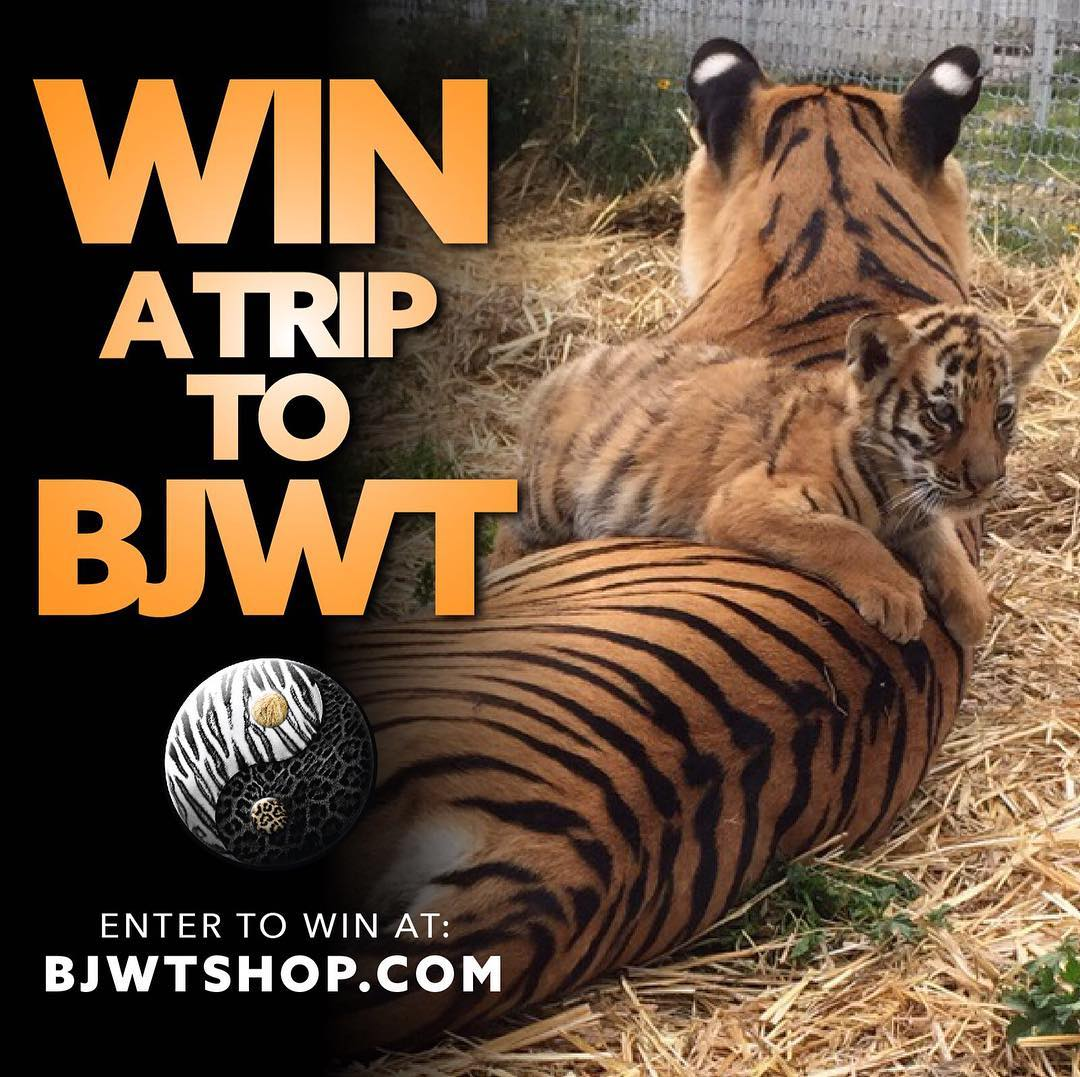 WIN
A TRIP
TO
BJWT
ENTER TO WIN AT:
BJWTSHOP.COM